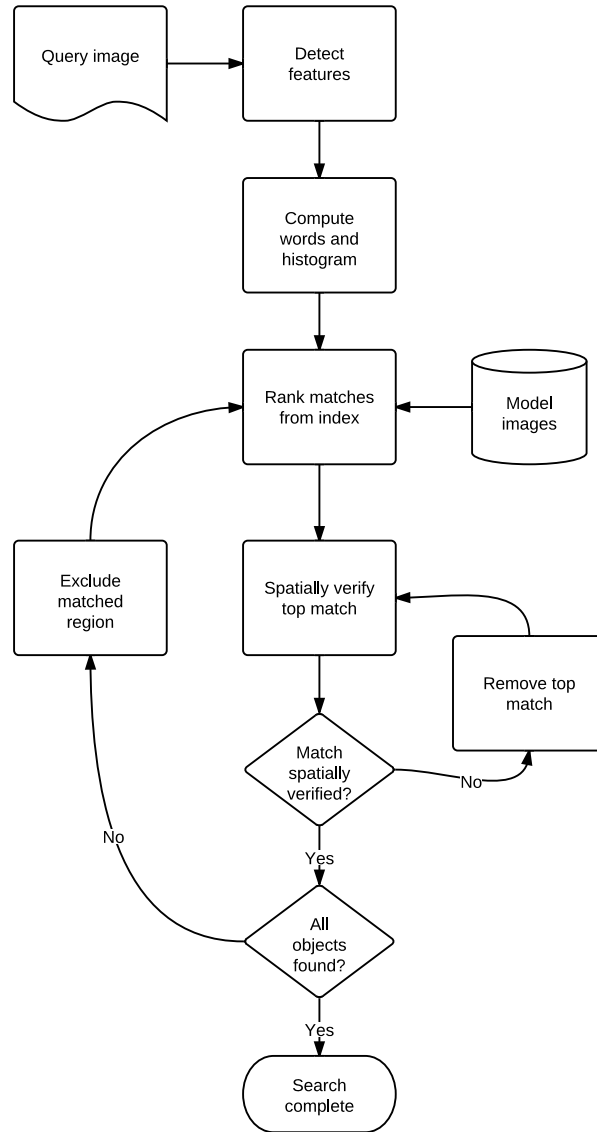 Query image
Detect
features
Compute
words and
histogram
Rank matches
from index
Model
images
Exclude
matched
region
Spatially verify
top match
Remove top
match
Match
spatially
verified?
No
No
Yes
All
objects
found?
Yes
Search
complete